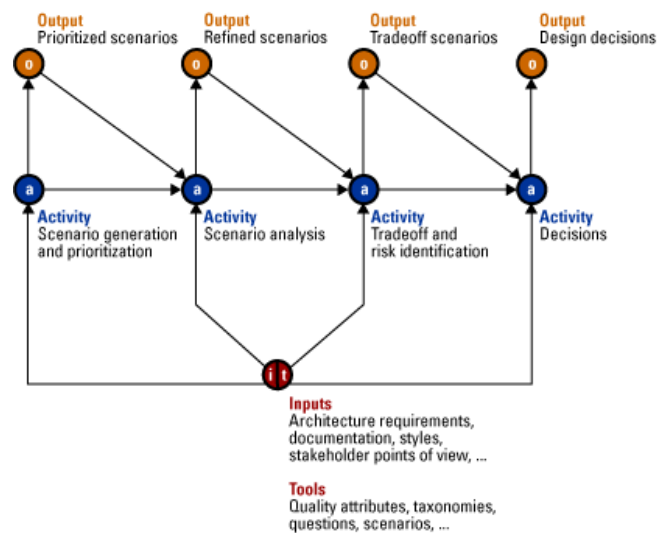 Output
Prioritized scenarios
Output
Refined scenarios
Output
Tradeoff scenarios
Output
Design decisions
o
o
o
o
a
a
a
a
Activity
Scenario generation
and prioritization
Activity
Scenario analysis
Activity
Tradeoff and
risk identification
Activity
Decisions
i t
Inputs
Architecture requirements,
documentation, styles,
stakeholder points of view, ...
Tools
Quality attributes, taxonomies,
questions, scenarios, ...